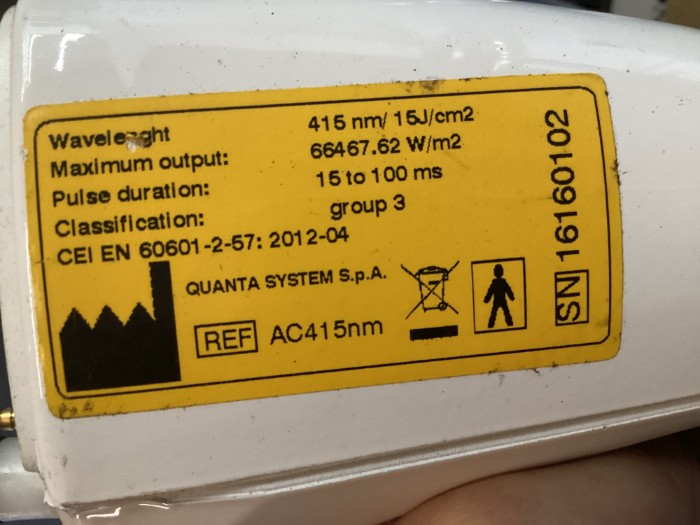 Wavelenght 415 nm/ 15J/cm2
Maximum output: 66467.62 W/m2
Pulse duration: 15 to 100 ms
Classification: group 3
CEI EN 60601-2-57: 2012-04
QUANTA SYSTEM S.p.A.
REF AC415nm
SN 16160102